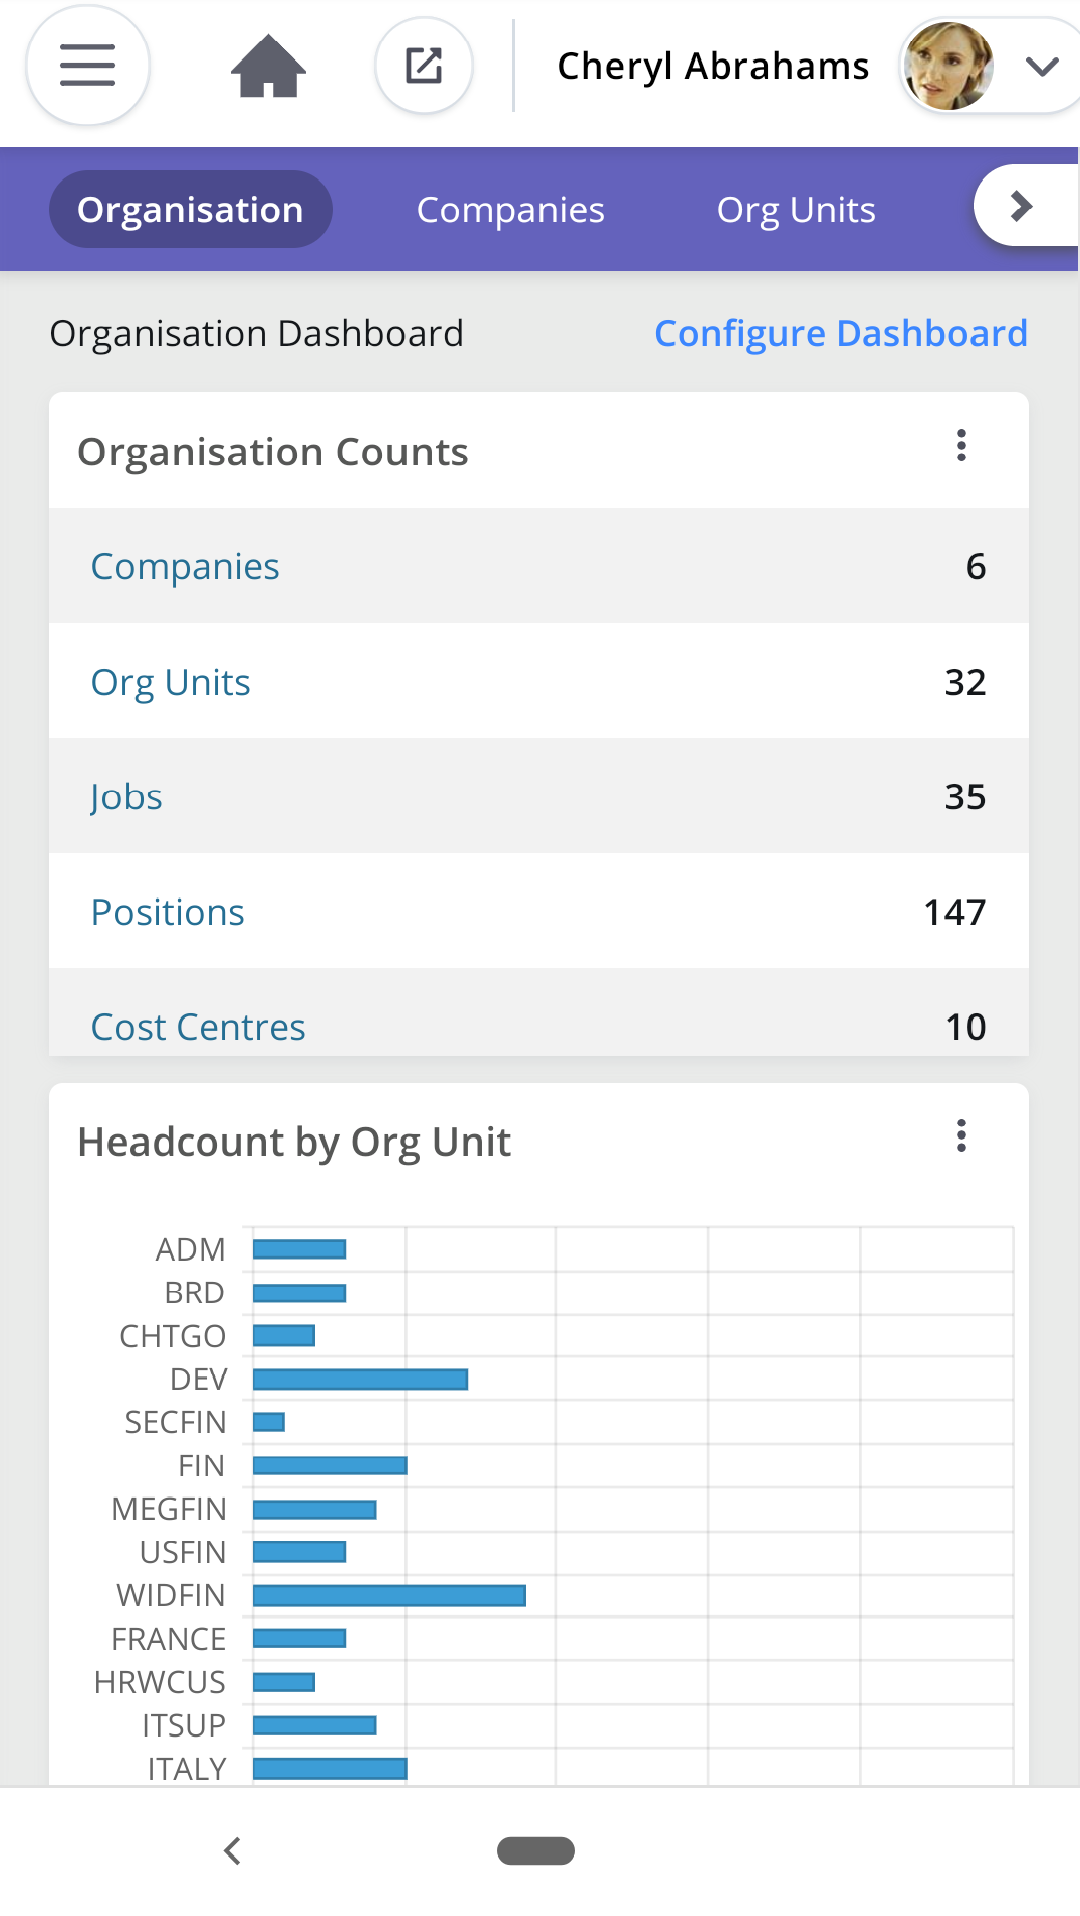 Cheryl Abrahams
Organisation Companies Org Units
Organisation Dashboard Configure Dashboard
Organisation Counts
Companies 6
Org Units 32
Jobs 35
Positions 147
Cost Centres 10
Headcount by Org Unit
ADM
BRD
CHTGO
DEV
SECFIN
FIN
MEGFIN
USFIN
WIDFIN
FRANCE
HRWCUS
ITSUP
ITALY